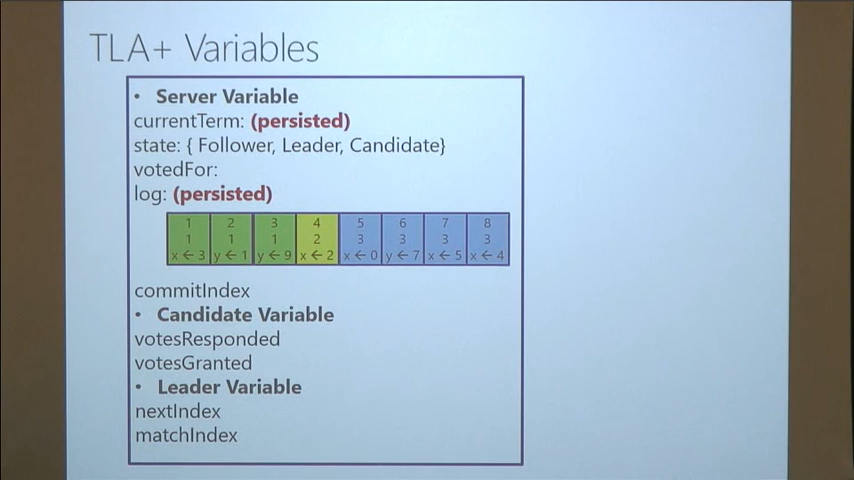 TLA+ Variables
• Server Variable
currentTerm: (persisted)
state: { Follower, Leader, Candidate}
votedFor:
log: (persisted)
1 2 3 4 5 6 7 8
1 1 1 2 3 3 3 3
x ← 3 y ← 1 y ← 9 x ← 2 x ← 0 y ← 7 x ← 5 x ← 4
commitIndex
• Candidate Variable
votesResponded
votesGranted
• Leader Variable
nextIndex
matchIndex